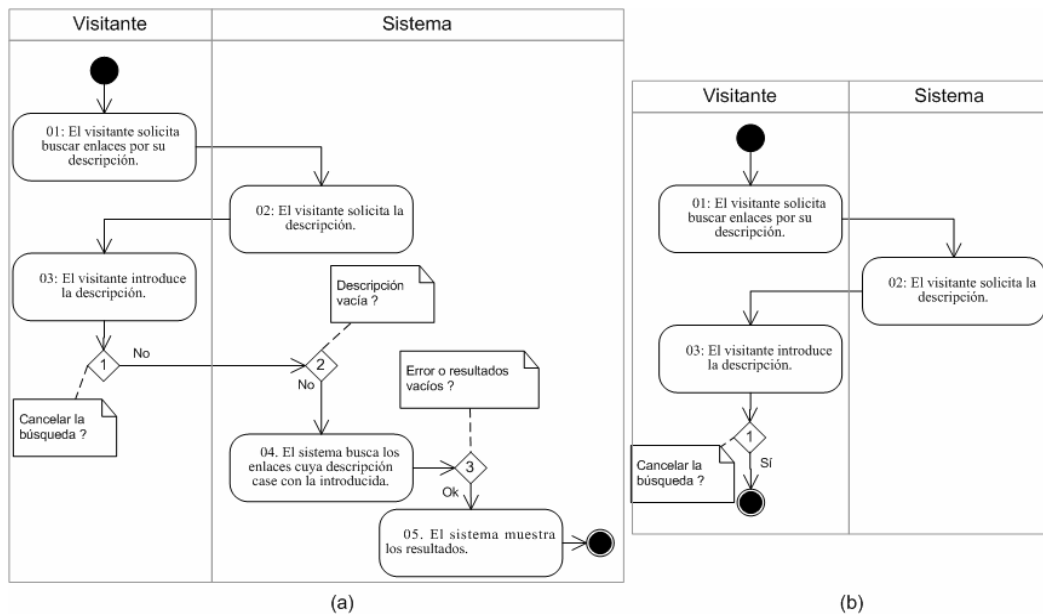 Visitante
Sistema
01: El visitante solicita
buscar enlaces por su
descripción.
02: El visitante solicita la
descripción.
03: El visitante introduce
la descripción.
Descripción
vacía ?
1
No
2
No
Error o resultados
vacíos ?
Cancelar la
búsqueda ?
04. El sistema busca los
enlaces cuya descripción
case con la introducida.
3
Ok
05. El sistema muestra
los resultados.
(a)
Visitante
Sistema
01: El visitante solicita
buscar enlaces por su
descripción.
02: El visitante solicita la
descripción.
03: El visitante introduce
la descripción.
1
Sí
Cancelar la
búsqueda ?
(b)